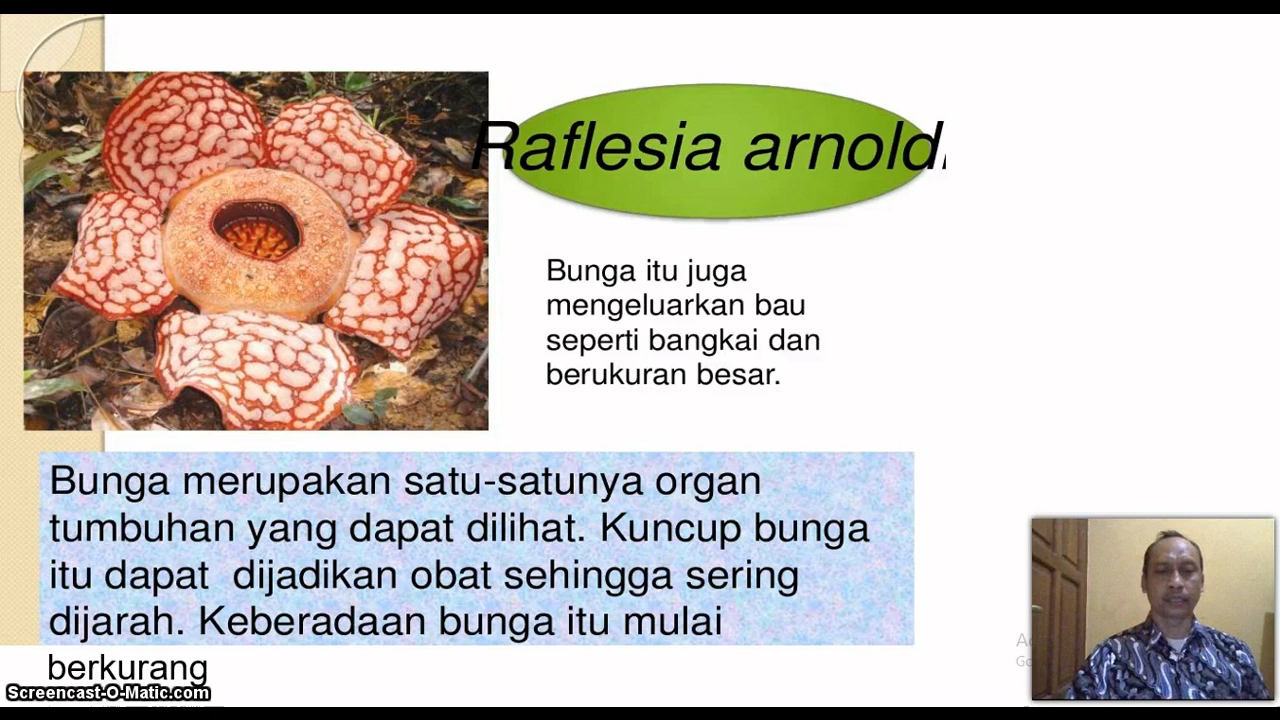 Raflesia arnoldi
Bunga itu juga
mengeluarkan bau
seperti bangkai dan
berukuran besar.
Bunga merupakan satu-satunya organ
tumbuhan yang dapat dilihat. Kuncup bunga
itu dapat dijadikan obat sehingga sering
dijarah. Keberadaan bunga itu mulai
berkurang
Screencast-O-Matic.com